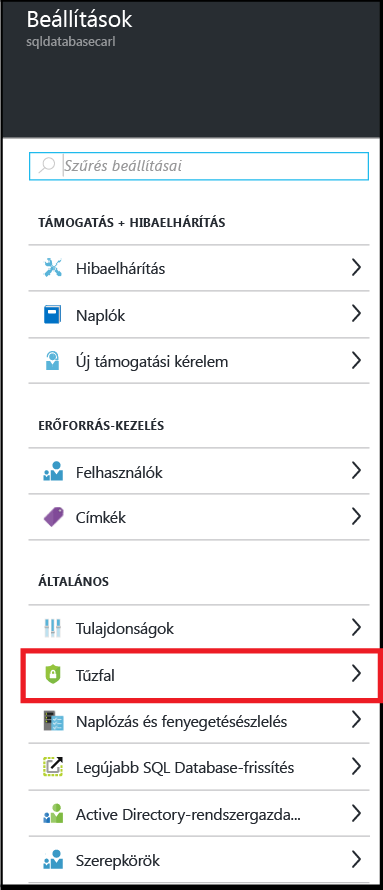 Beállítások
sqldatabasecarl
Szűrés beállításai
TÁMOGATÁS + HIBAELHÁRÍTÁS
Hibaelhárítás
Naplók
Új támogatási kérelem
ERŐFORRÁS-KEZELÉS
Felhasználók
Címkék
ÁLTALÁNOS
Tulajdonságok
Tűzfal
Naplózás és fenyegetésészlelés
Legújabb SQL Database-frissítés
Active Directory-rendszergazda...
Szerepkörök